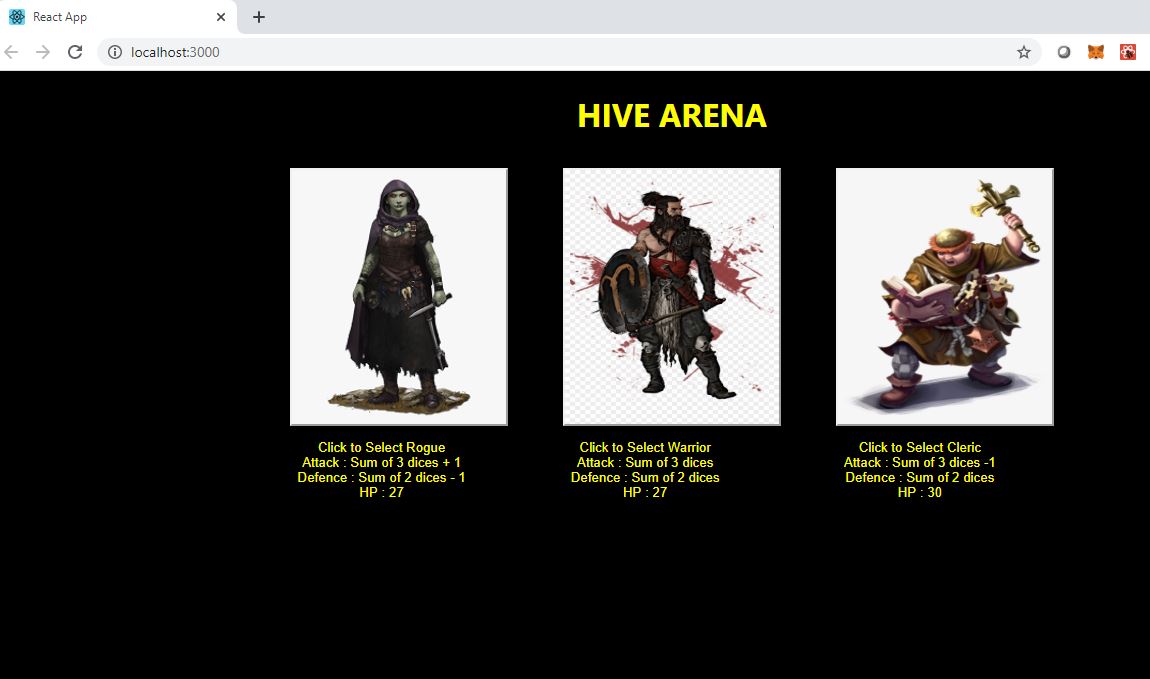 React App
localhost:3000
HIVE ARENA
Click to Select Rogue
Attack : Sum of 3 dices + 1
Defence : Sum of 2 dices - 1
HP : 27
Click to Select Warrior
Attack : Sum of 3 dices
Defence : Sum of 2 dices
HP : 27
Click to Select Cleric
Attack : Sum of 3 dices -1
Defence : Sum of 2 dices
HP : 30